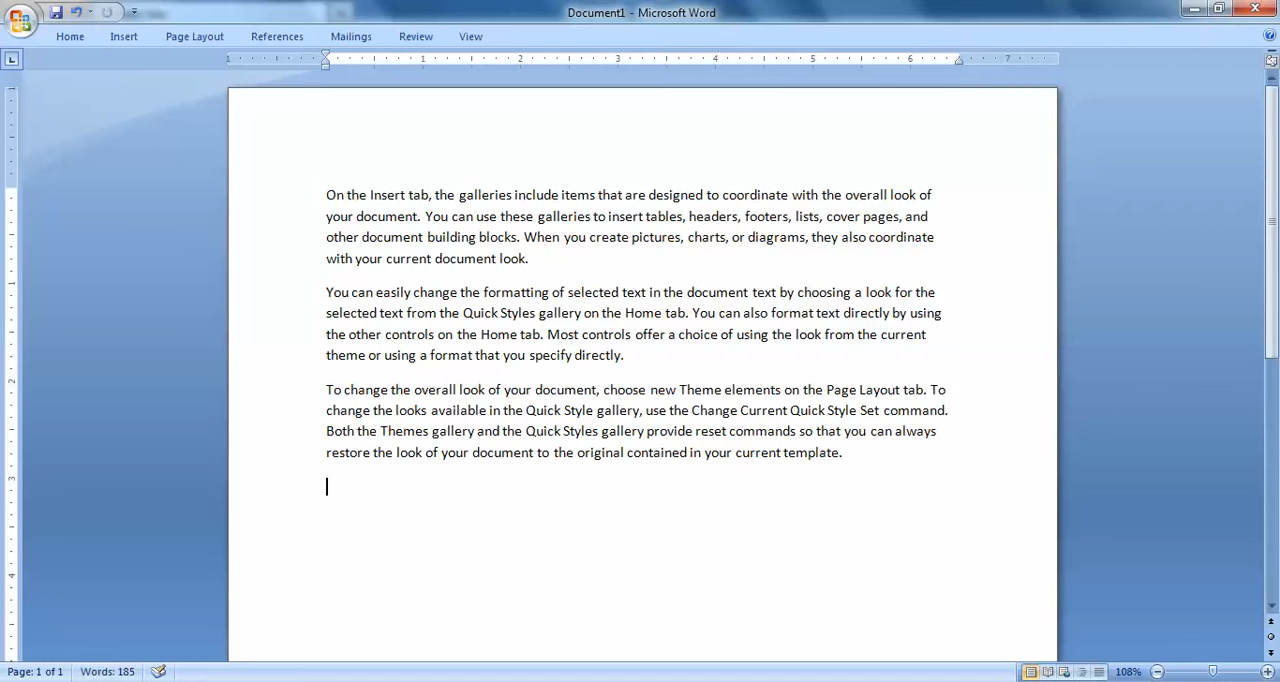 Document1 - Microsoft Word
Home Insert Page Layout References Mailings Review View
1 1 2 3 4 5 6 7
On the Insert tab, the galleries include items that are designed to coordinate with the overall look of
your document. You can use these galleries to insert tables, headers, footers, lists, cover pages, and
other document building blocks. When you create pictures, charts, or diagrams, they also coordinate
with your current document look.
You can easily change the formatting of selected text in the document text by choosing a look for the
selected text from the Quick Styles gallery on the Home tab. You can also format text directly by using
the other controls on the Home tab. Most controls offer a choice of using the look from the current
theme or using a format that you specify directly.
To change the overall look of your document, choose new Theme elements on the Page Layout tab. To
change the looks available in the Quick Style gallery, use the Change Current Quick Style Set command.
Both the Themes gallery and the Quick Styles gallery provide reset commands so that you can always
restore the look of your document to the original contained in your current template.
Page: 1 of 1 Words: 185 108%